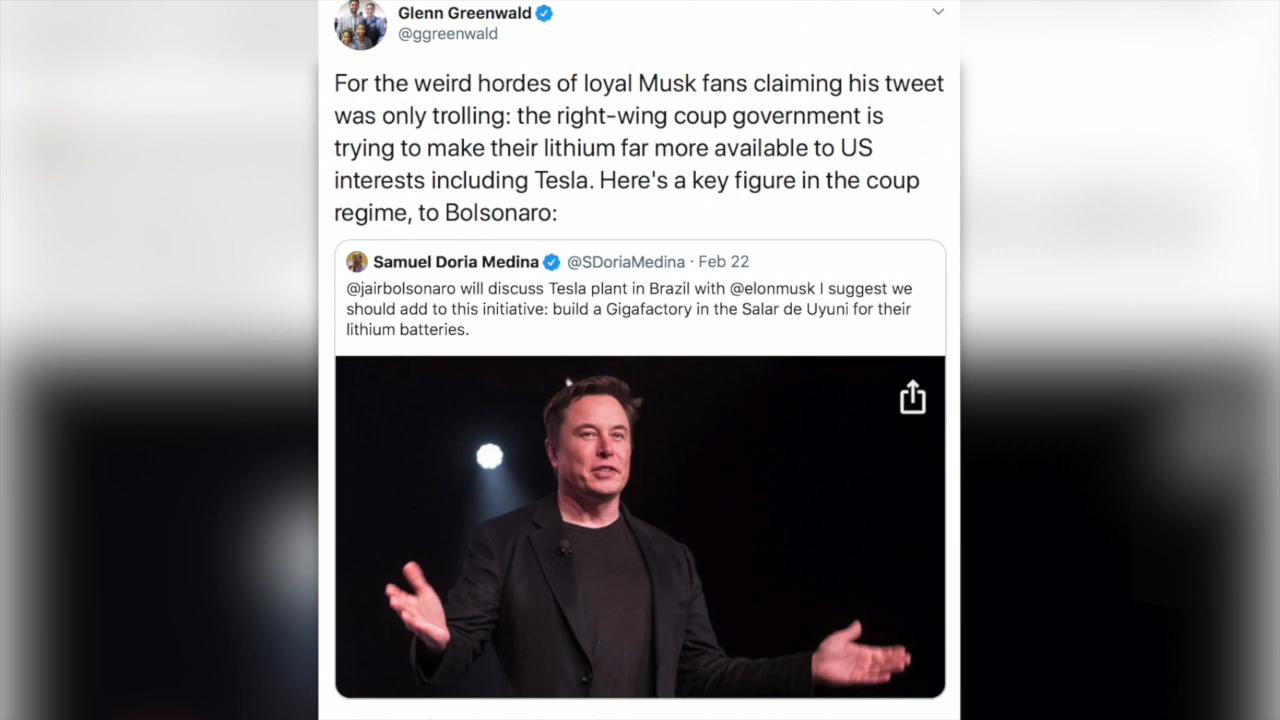 Glenn Greenwald
@ggreenwald
For the weird hordes of loyal Musk fans claiming his tweet
was only trolling: the right-wing coup government is
trying to make their lithium far more available to US
interests including Tesla. Here's a key figure in the coup
regime, to Bolsonaro:
Samuel Doria Medina @SDoriaMedina · Feb 22
@jairbolsonaro will discuss Tesla plant in Brazil with @elonmusk I suggest we
should add to this initiative: build a Gigafactory in the Salar de Uyuni for their
lithium batteries.